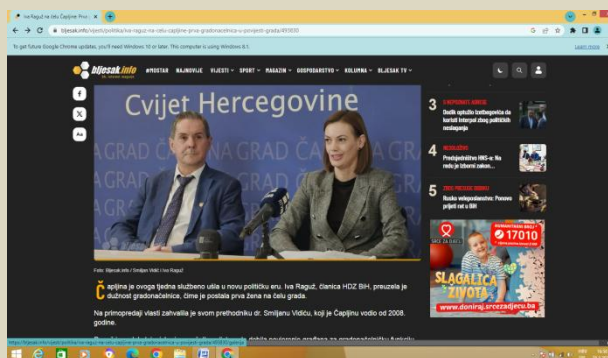 Iva Raguž na čelu Čapljine: Prv
bljesak.info/vijesti/politika/iva-raguz-na-celu-capljine-prva-gradonacelnica-u-povijesti-grada/493930
To get future Google Chrome updates, you'll need Windows 10 or later. This computer is using Windows 8.1.
Learn more
bljesak.info
#MOSTAR NAJNOVIJE VIJESTI SPORT MAGAZIN GOSPODARSTVO KOLUMNA BLJESAK TV
Cvijet Hercegovine
3
Dodik optužio Izetbegovića da
koristi Interpol zbog političkih
neslaganja
4
Predsjedništvo HNS-a: Na
redu je Izborni zakon...
5
Rusko veleposlanstvo: Ponovo
prijeti rat u BiH
17010
SRCE ZA DJECU
SLAGALICA
ŽIVOTA
www.doniraj.srcezadjecu.ba
Foto: Bljesak.info / Smiljan Vidić i Iva Raguž
Čapljina je ovoga tjedna službeno ušla u novu političku eru. Iva Raguž, članica HDZ BiH, preuzela je
dužnost gradonačelnice, čime je postala prva žena na čelu grada.
Na primopredaji vlasti zahvalila je svom prethodniku dr. Smiljanu Vidiću, koji je Čapljinu vodio od 2008.
godine.